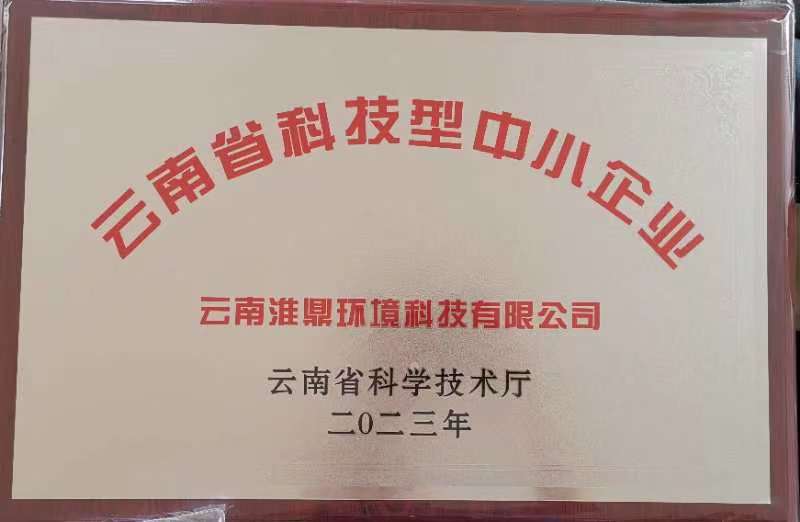 云南省科技型中小企业
云南淮鼎环境科技有限公司
云南省科学技术厅
二0二三年